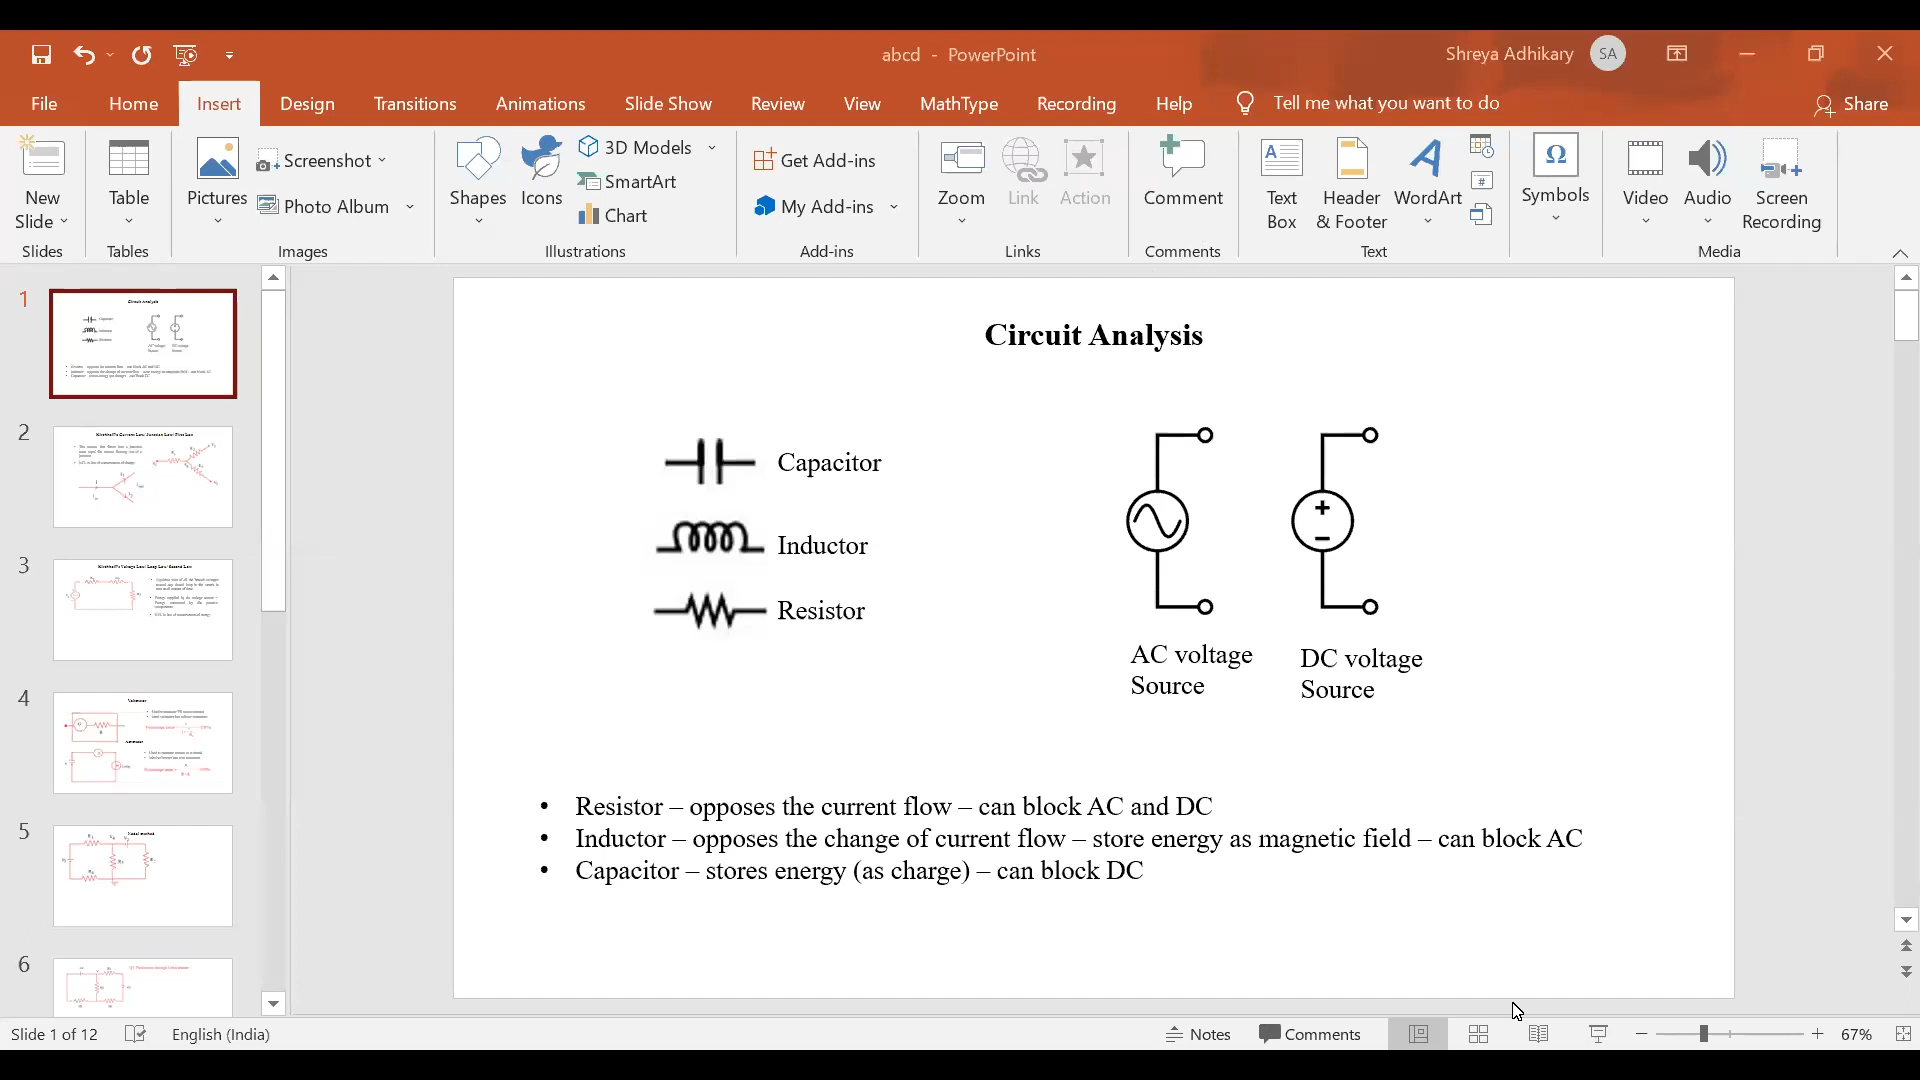 abcd - PowerPoint
Shreya Adhikary SA
File Home Insert Design Transitions Animations Slide Show Review View MathType Recording Help Tell me what you want to do Share
New Slide
Table
Pictures
Screenshot
Photo Album
Shapes
Icons
3D Models
SmartArt
Chart
Get Add-ins
My Add-ins
Zoom
Link
Action
Comment
Text Box
Header & Footer
WordArt
Symbols
Video
Audio
Screen Recording
Slides Tables Images Illustrations Add-ins Links Comments Text Media
1
2
3
4
5
6
Circuit Analysis
Capacitor
Inductor
Resistor
AC voltage
Source
DC voltage
Source
• Resistor – opposes the current flow – can block AC and DC
• Inductor – opposes the change of current flow – store energy as magnetic field – can block AC
• Capacitor – stores energy (as charge) – can block DC
Slide 1 of 12 English (India) Notes Comments 67%